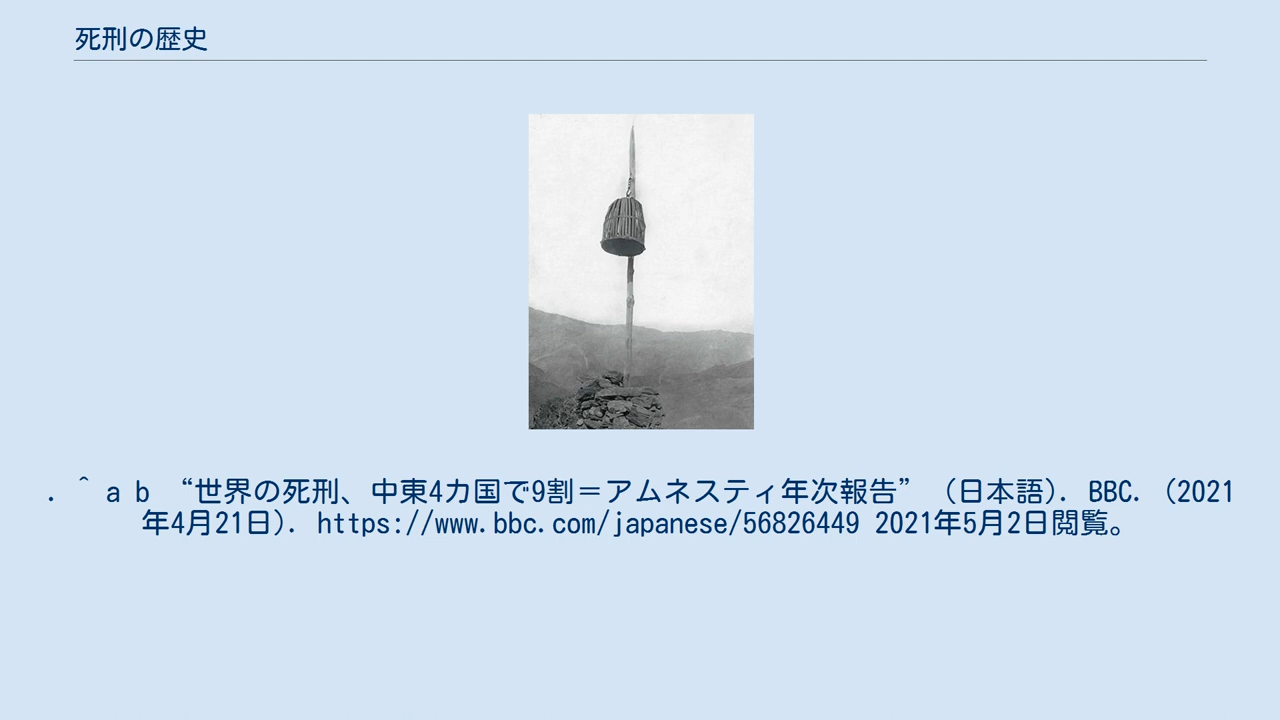 死刑の歴史
. ^ a b “世界の死刑、中東4カ国で9割＝アムネスティ年次報告” (日本語). BBC. (2021
年4月21日). https://www.bbc.com/japanese/56826449 2021年5月2日閲覧。